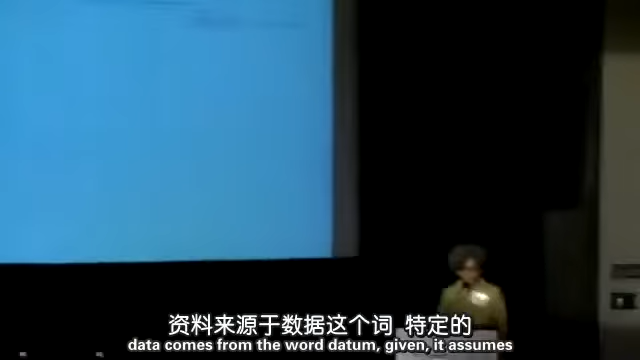 资料来源于数据这个词 特定的
data comes from the word datum, given, it assumes